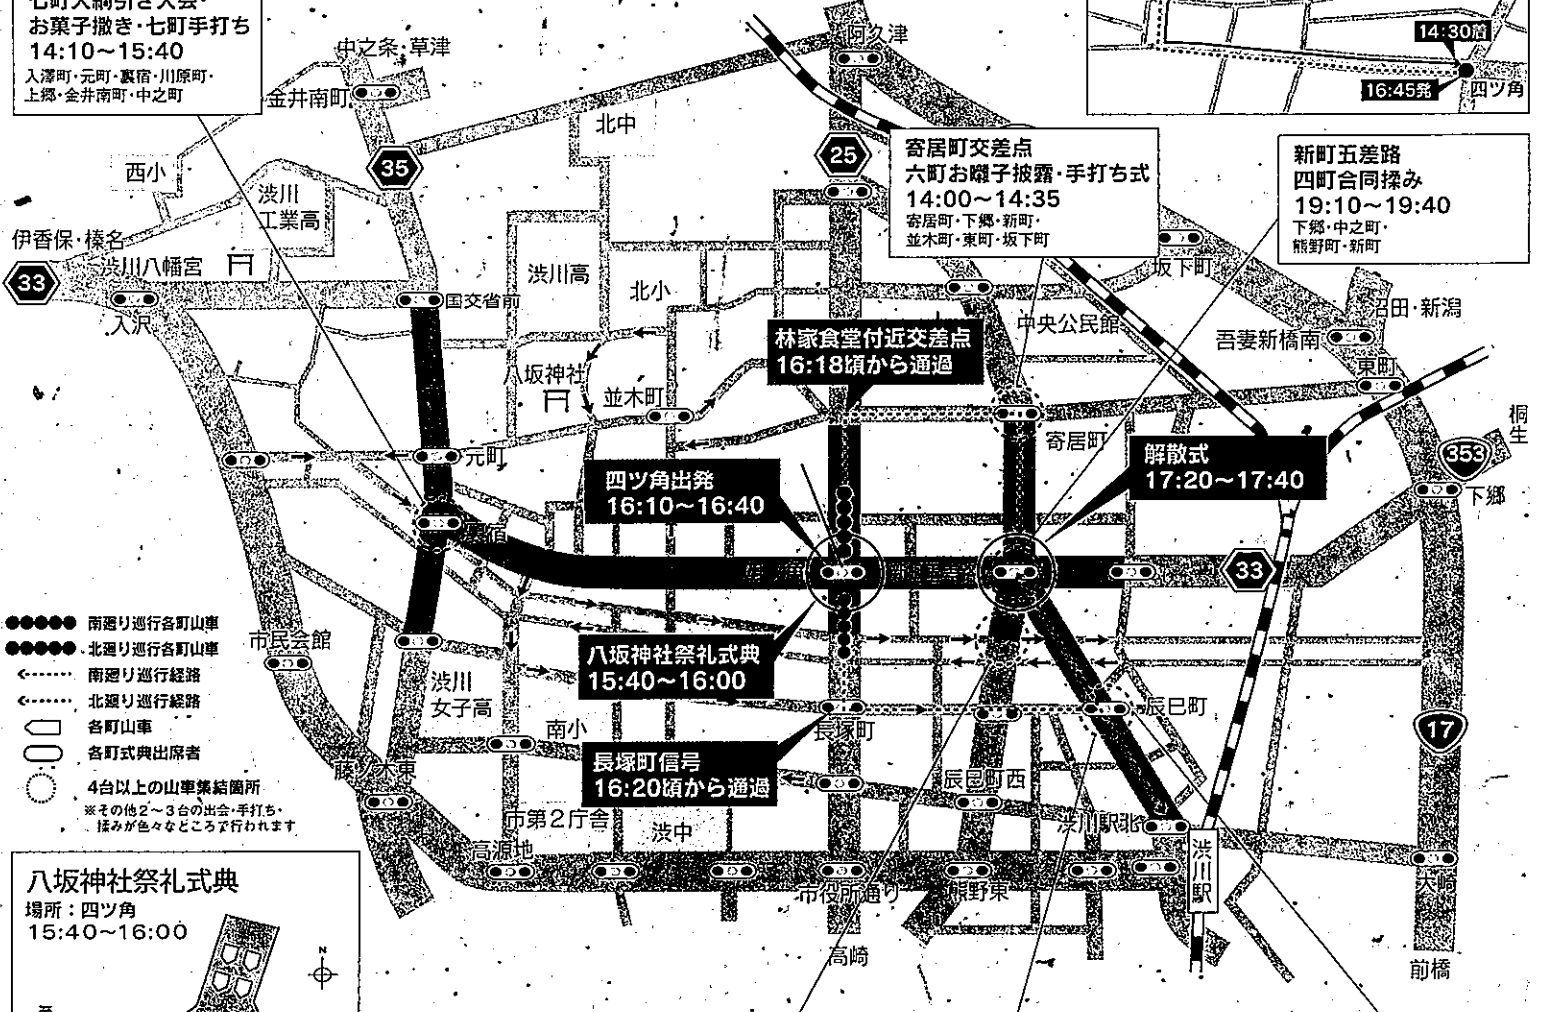 七町大綱引き大会・
お菓子撒き・七町手打ち
14:10～15:40
入澤町・元町・裏宿・川原町・
上郷・金井南町・中之町
中之条・草津
金井南町
阿久津
14:30着
16:45発
四ツ角
北中
西小
35
25
渋川
工業高
寄居町交差点
六町お囃子披露・手打ち式
14:00～14:35
寄居町・下郷・新町・
並木町・東町・坂下町
新町五差路
四町合同揉み
19:10～19:40
下郷・中之町・
熊野町・新町
伊香保・榛名
33
渋川八幡宮
入沢
国交省前
渋川高
北小
坂下町
中央公民館
沼田・新潟
吾妻新橋南
東町
林家食堂付近交差点
16:18頃から通過
八坂神社
並木町
寄居町
桐生
元町
353
下郷
四ツ角出発
16:10～16:40
解散式
17:20～17:40
裏宿
33
南廻り巡行各町山車
北廻り巡行各町山車
南廻り巡行経路
北廻り巡行経路
各町山車
各町式典出席者
4台以上の山車集結箇所
※その他2～3台の出会・手打ち・
揉みが色々なところで行われます
市民会館
八坂神社祭礼式典
15:40～16:00
渋川
女子高
南小
長塚町
辰巳町
17
長塚町信号
16:20頃から通過
藤ノ木東
辰巳町西
市第2庁舎
渋中
渋川駅北
高源地
渋川駅
市役所通り
熊野東
大崎
高崎
前橋
八坂神社祭礼式典
場所：四ツ角
15:40～16:00
N